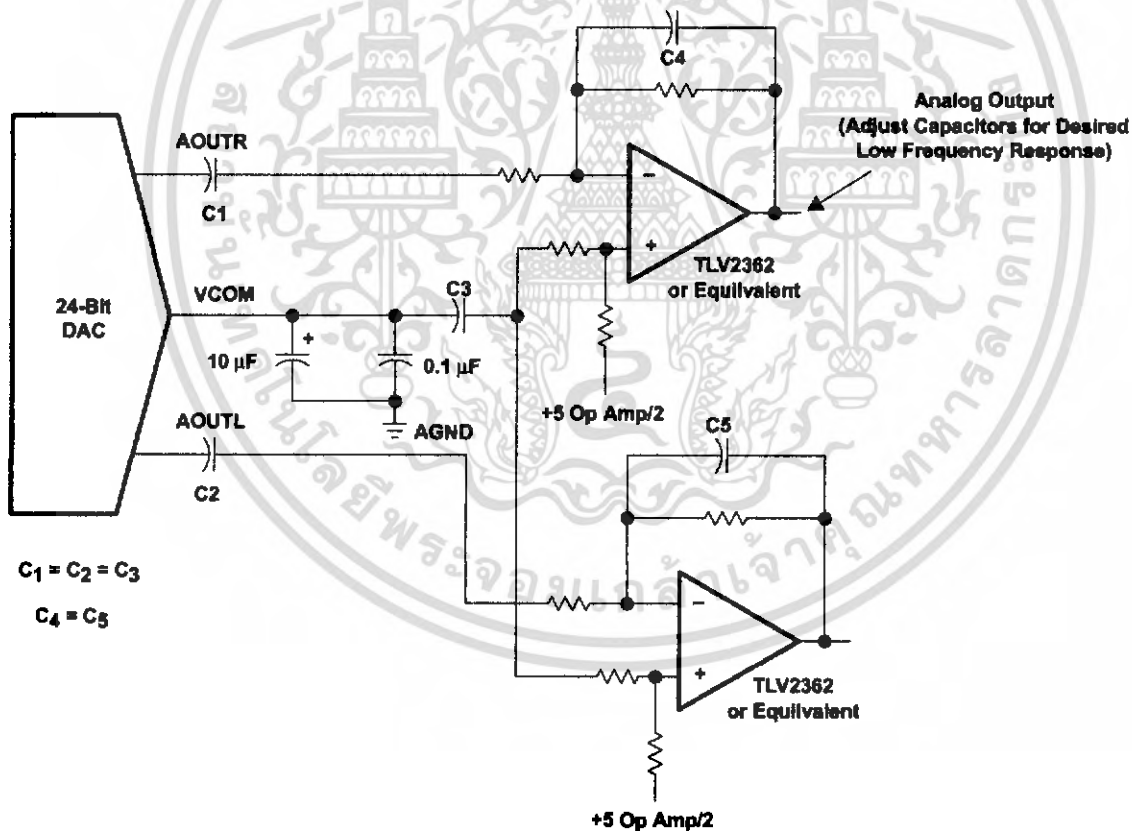 C4
Analog Output
(Adjust Capacitors for Desired
Low Frequency Response)
AOUTR
C1
−
+
TLV2362
or Equilvalent
24-Bit
DAC
VCOM
C3
+
10 µF
0.1 µF
+5 Op Amp/2
AGND
AOUTL
C2
C5
C1 = C2 = C3
C4 = C5
−
+
TLV2362
or Equilvalent
+5 Op Amp/2